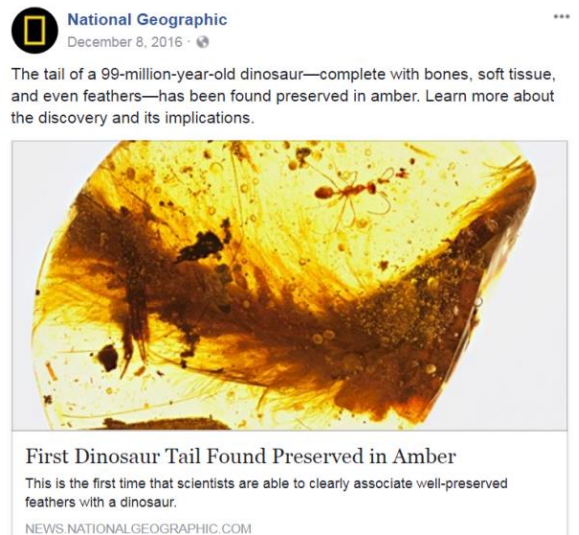 National Geographic
December 8, 2016 ·
The tail of a 99-million-year-old dinosaur—complete with bones, soft tissue,
and even feathers—has been found preserved in amber. Learn more about
the discovery and its implications.
First Dinosaur Tail Found Preserved in Amber
This is the first time that scientists are able to clearly associate well-preserved
feathers with a dinosaur.
NEWS.NATIONALGEOGRAPHIC.COM